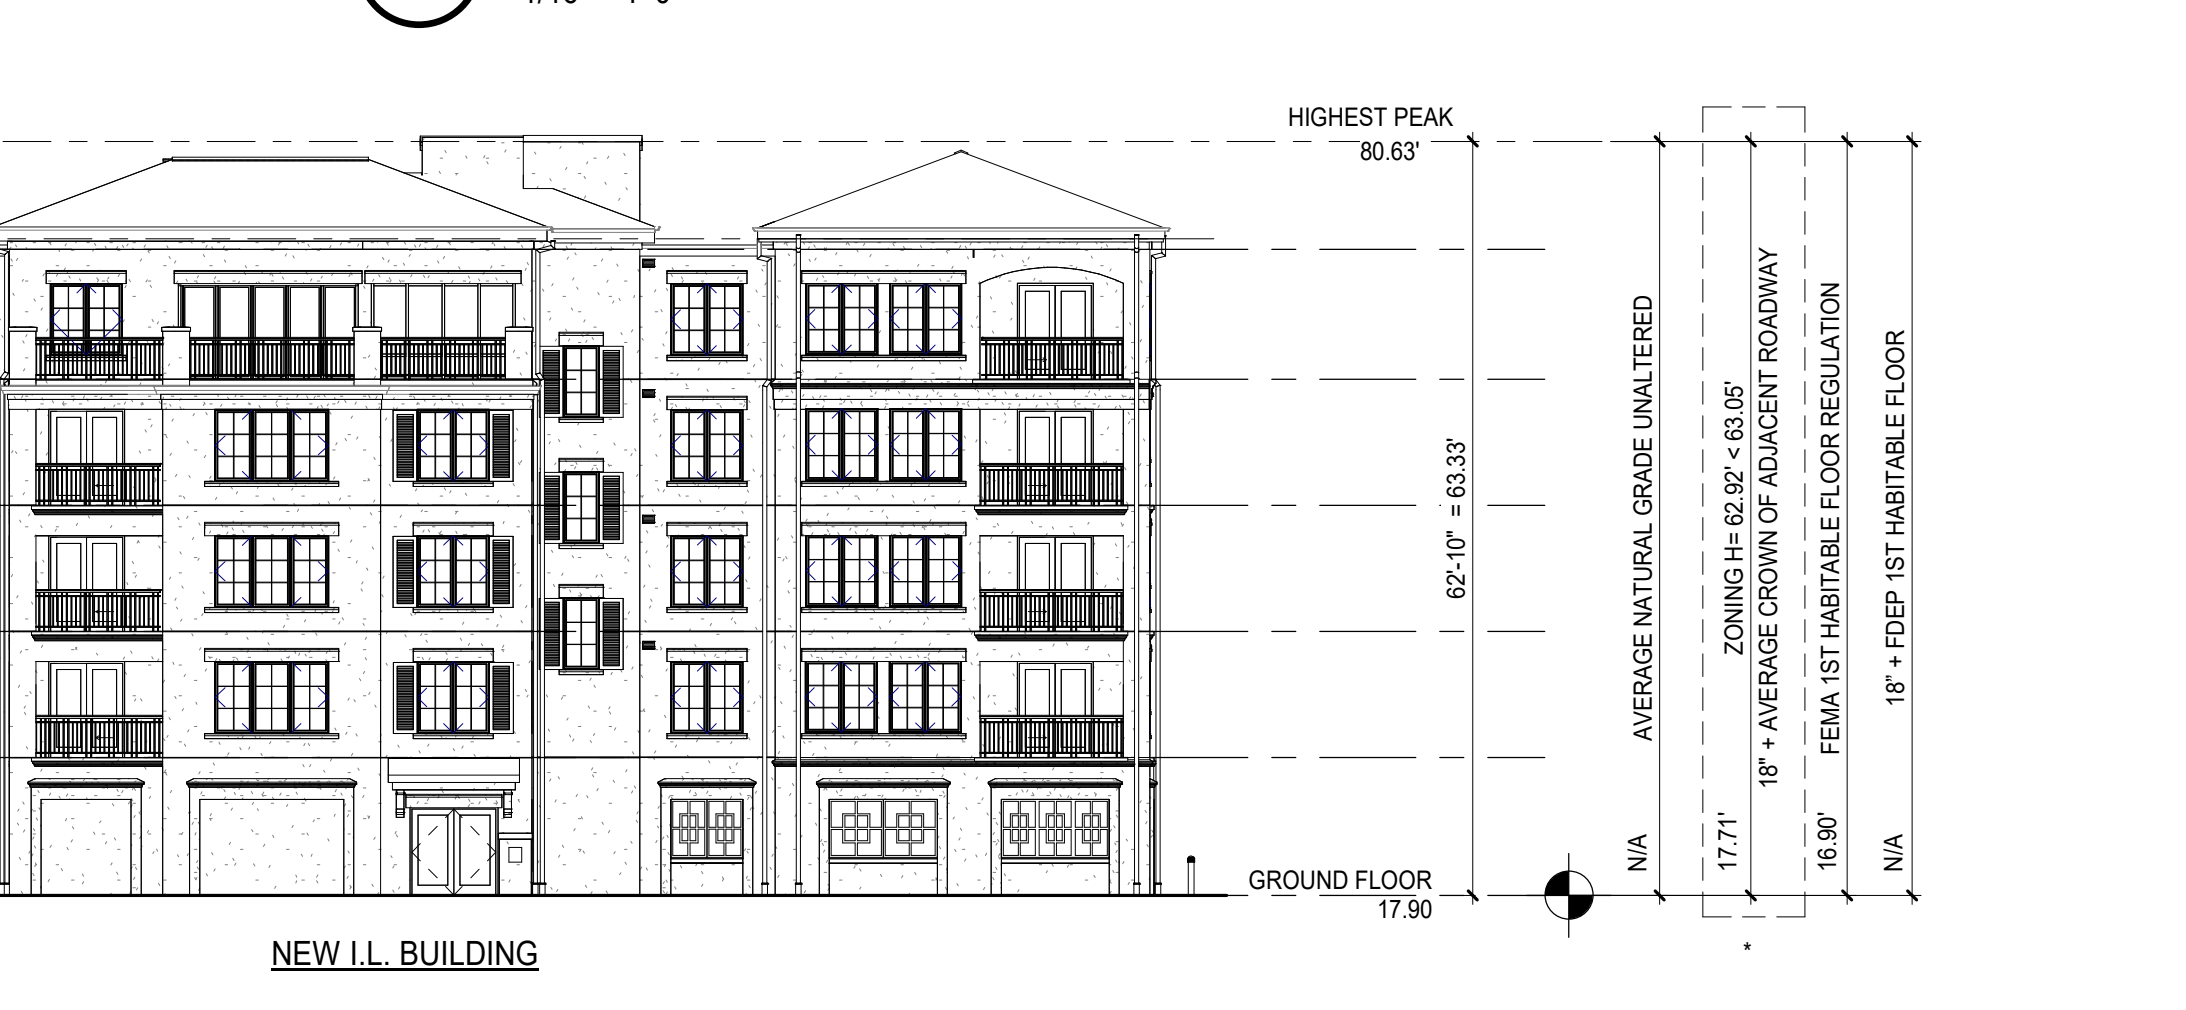 HIGHEST PEAK
80.63'
62'-10" = 63.33'
AVERAGE NATURAL GRADE UNALTERED
N/A
ZONING H= 62.92' < 63.05'
17.71'
18" + AVERAGE CROWN OF ADJACENT ROADWAY
FEMA 1ST HABITABLE FLOOR REGULATION
16.90'
18" + FDEP 1ST HABITABLE FLOOR
N/A
GROUND FLOOR
17.90
*
NEW I.L. BUILDING